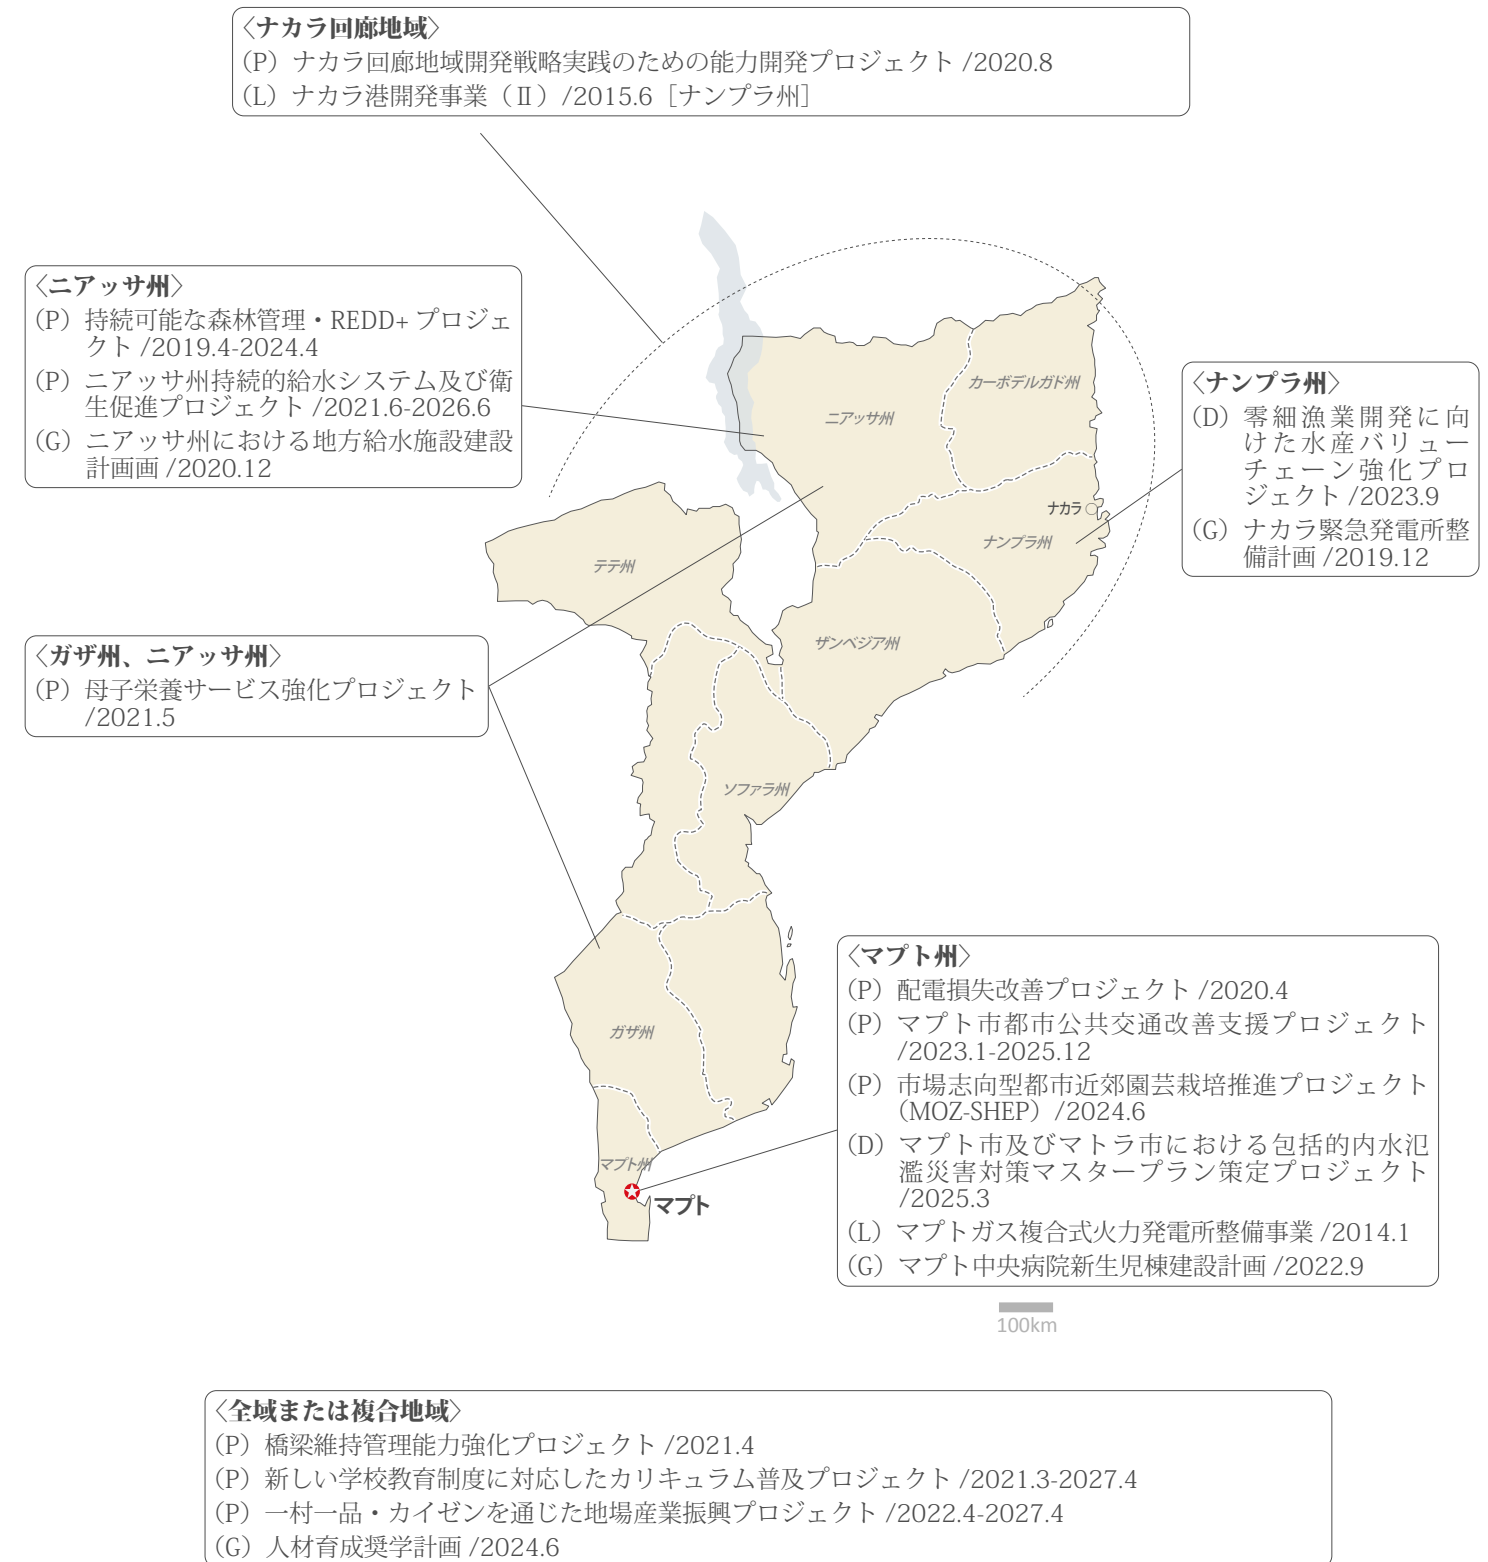 〈ナカラ回廊地域〉
(P) ナカラ回廊地域開発戦略実践のための能力開発プロジェクト /2020.8
(L) ナカラ港開発事業（Ⅱ）/2015.6［ナンプラ州］
〈ニアッサ州〉
(P) 持続可能な森林管理・REDD+ プロジェ
クト /2019.4-2024.4
(P) ニアッサ州持続的給水システム及び衛
生促進プロジェクト /2021.6-2026.6
(G) ニアッサ州における地方給水施設建設
計画画 /2020.12
〈ナンプラ州〉
(D) 零細漁業開発に向
けた水産バリュー
チェーン強化プロ
ジェクト /2023.9
(G) ナカラ緊急発電所整
備計画 /2019.12
カーボデルガド州
ニアッサ州
ナカラ
ナンプラ州
テテ州
ザンベジア州
〈ガザ州、ニアッサ州〉
(P) 母子栄養サービス強化プロジェクト
/2021.5
ソファラ州
ガザ州
マプト州
マプト
〈マプト州〉
(P) 配電損失改善プロジェクト /2020.4
(P) マプト市都市公共交通改善支援プロジェクト
/2023.1-2025.12
(P) 市場志向型都市近郊園芸栽培推進プロジェクト
（MOZ-SHEP）/2024.6
(D) マプト市及びマトラ市における包括的内水氾
濫災害対策マスタープラン策定プロジェクト
/2025.3
(L) マプトガス複合式火力発電所整備事業 /2014.1
(G) マプト中央病院新生児棟建設計画 /2022.9
100km
〈全域または複合地域〉
(P) 橋梁維持管理能力強化プロジェクト /2021.4
(P) 新しい学校教育制度に対応したカリキュラム普及プロジェクト /2021.3-2027.4
(P) 一村一品・カイゼンを通じた地場産業振興プロジェクト /2022.4-2027.4
(G) 人材育成奨学計画 /2024.6